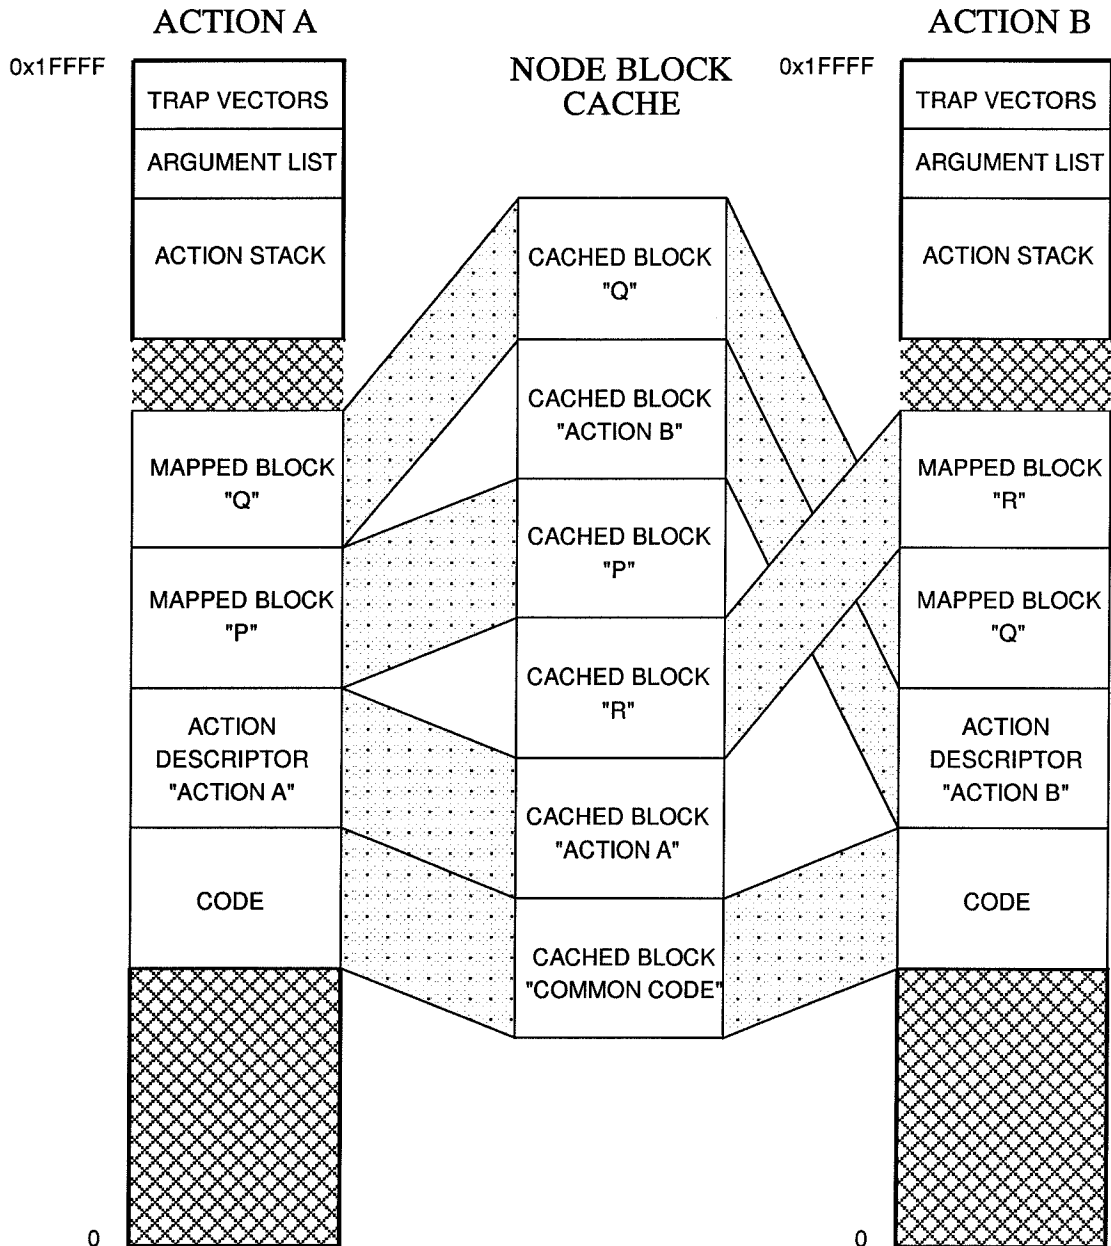 ACTION A
0x1FFFF
TRAP VECTORS
ARGUMENT LIST
ACTION STACK
MAPPED BLOCK
"Q"
MAPPED BLOCK
"P"
ACTION
DESCRIPTOR
"ACTION A"
CODE
0
NODE BLOCK
CACHE
CACHED BLOCK
"Q"
CACHED BLOCK
"ACTION B"
CACHED BLOCK
"P"
CACHED BLOCK
"R"
CACHED BLOCK
"ACTION A"
CACHED BLOCK
"COMMON CODE"
ACTION B
0x1FFFF
TRAP VECTORS
ARGUMENT LIST
ACTION STACK
MAPPED BLOCK
"R"
MAPPED BLOCK
"Q"
ACTION
DESCRIPTOR
"ACTION B"
CODE
0